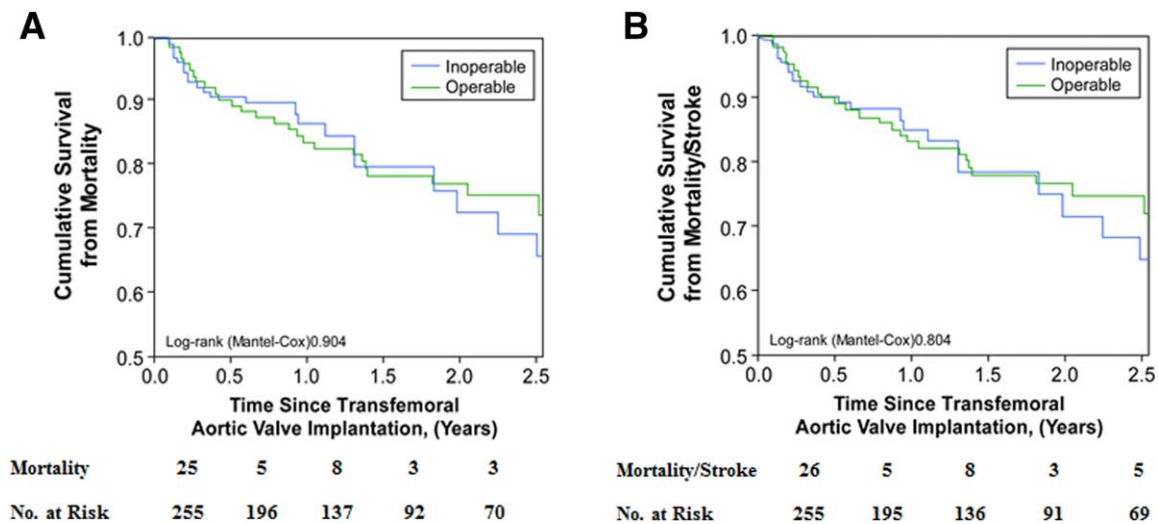 A
1.0
0.9
0.8
0.7
0.6
0.5
Cumulative Survival
from Mortality
Inoperable
Operable
Log-rank (Mantel-Cox)0.904
0.0 0.5 1.0 1.5 2.0 2.5
Time Since Transfemoral
Aortic Valve Implantation, (Years)
Mortality 25 5 8 3 3
No. at Risk 255 196 137 92 70
B
1.0
0.9
0.8
0.7
0.6
0.5
Cumulative Survival
from Mortality/Stroke
Inoperable
Operable
Log-rank (Mantel-Cox)0.804
0.0 0.5 1.0 1.5 2.0 2.5
Time Since Transfemoral
Aortic Valve Implantation, (Years)
Mortality/Stroke 26 5 8 3 5
No. at Risk 255 195 136 91 69